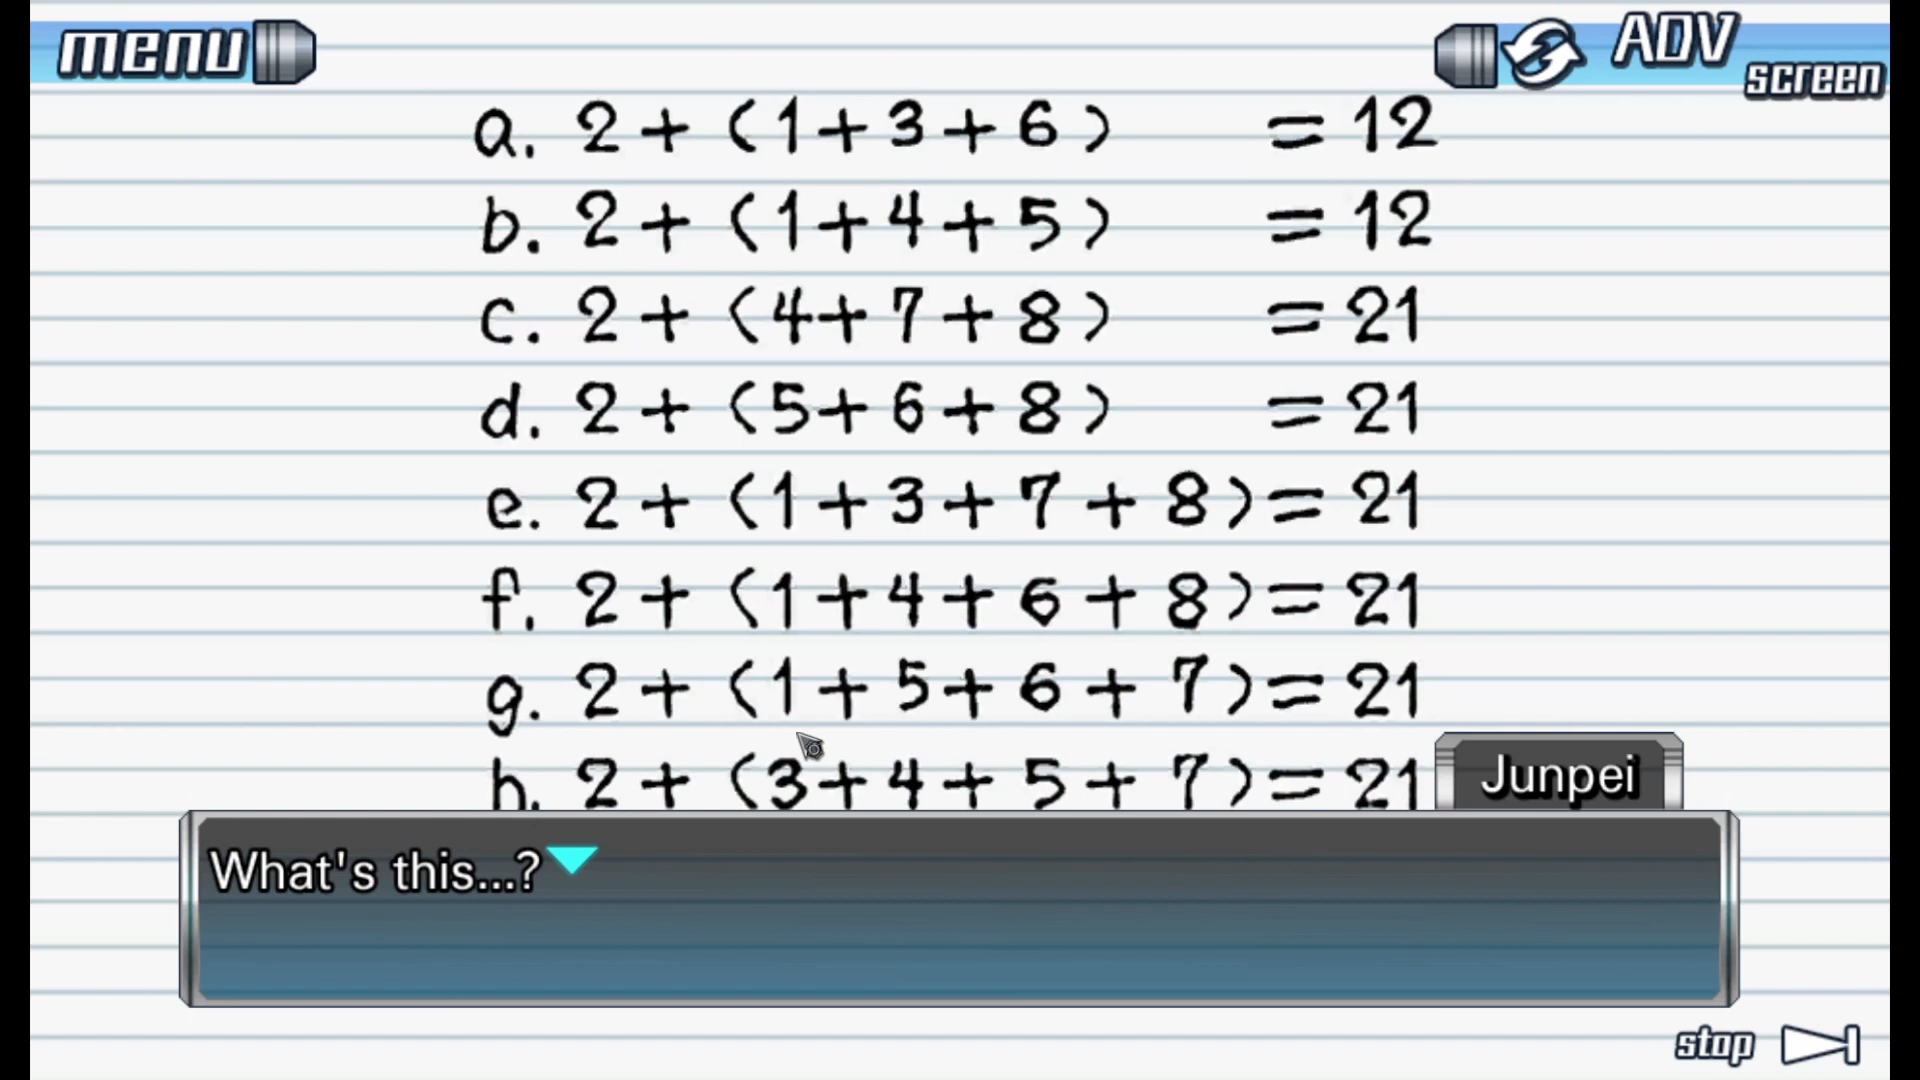 menu
ADV
screen
a. 2 + (1 + 3 + 6) = 12
b. 2 + (1 + 4 + 5) = 12
c. 2 + (4 + 7 + 8) = 21
d. 2 + (5 + 6 + 8) = 21
e. 2 + (1 + 3 + 7 + 8) = 21
f. 2 + (1 + 4 + 6 + 8) = 21
g. 2 + (1 + 5 + 6 + 7) = 21
h. 2 + (3 + 4 + 5 + 7) = 21
Junpei
What's this...?
stop